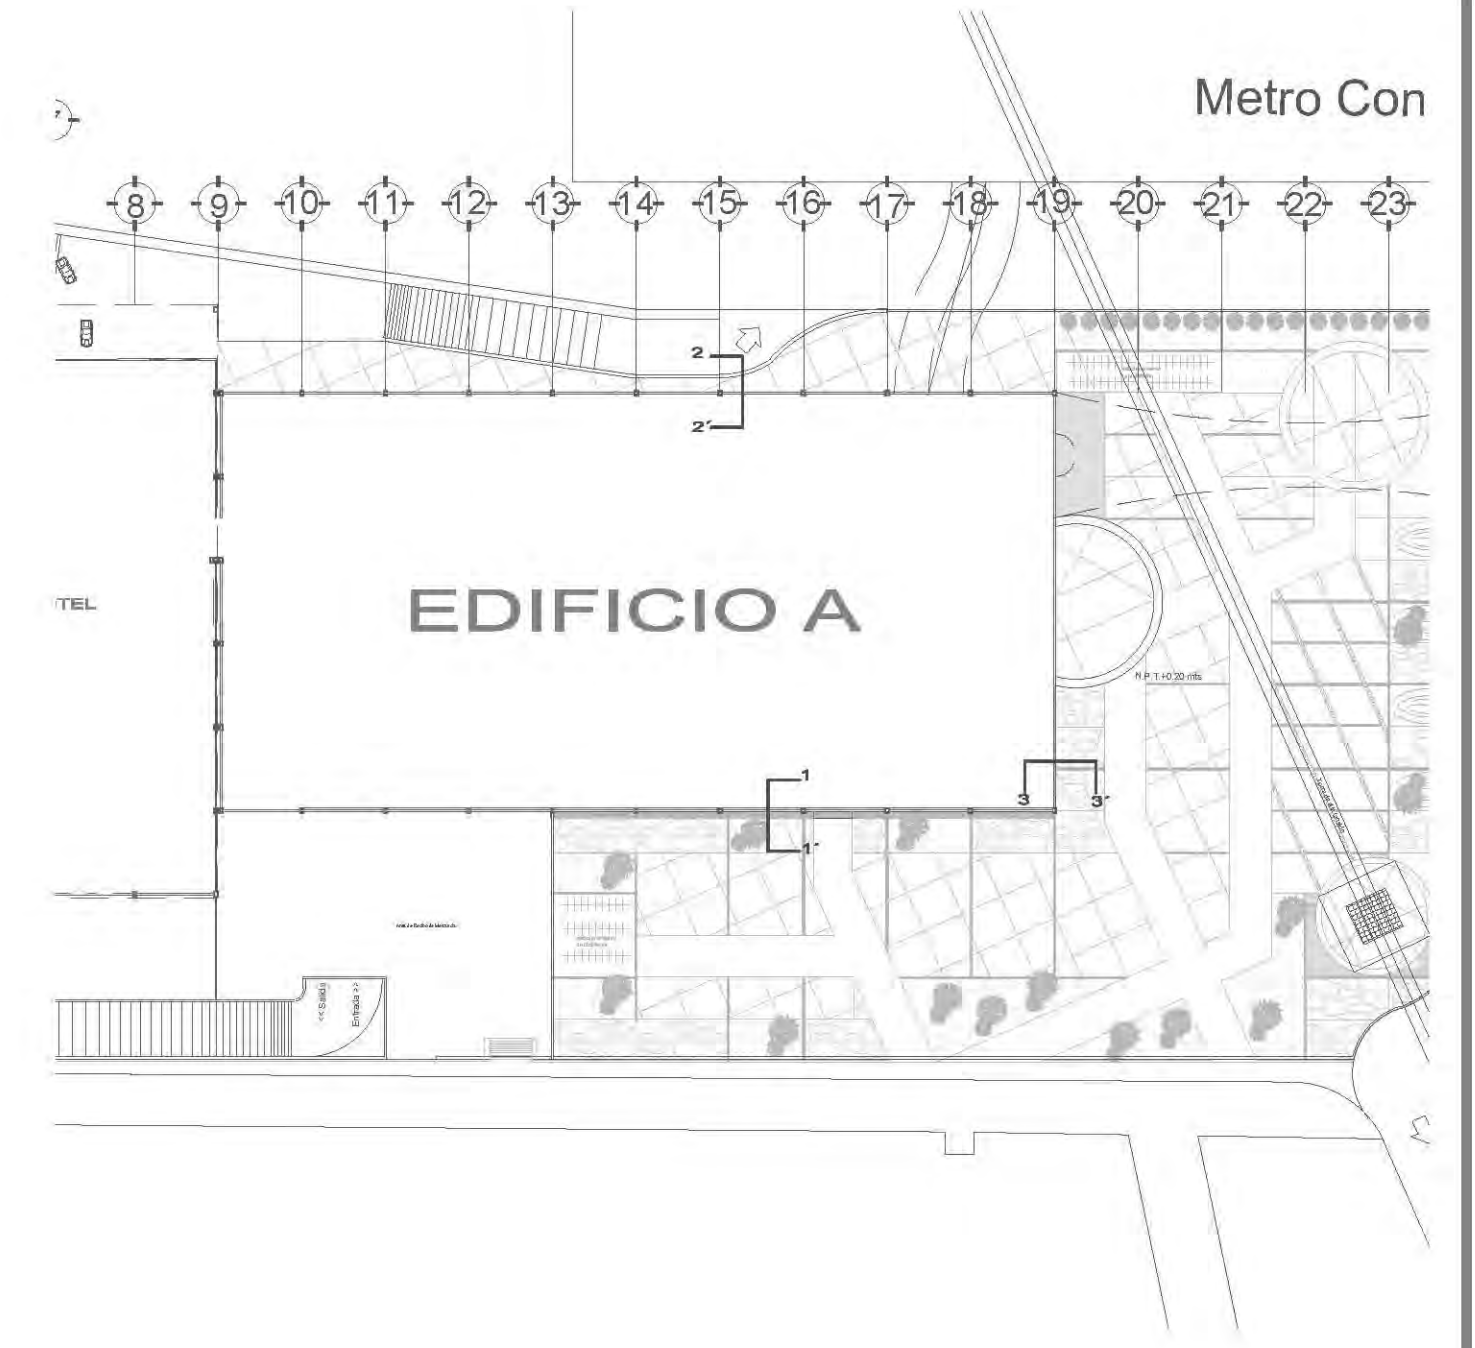 Metro Con
8 9 10 11 12 13 14 15 16 17 18 19 20 21 22 23
2
2´
TEL
EDIFICIO A
N.P.T.+0.20 mts
1
3 3´
1´
<< Salida
Entrada >>